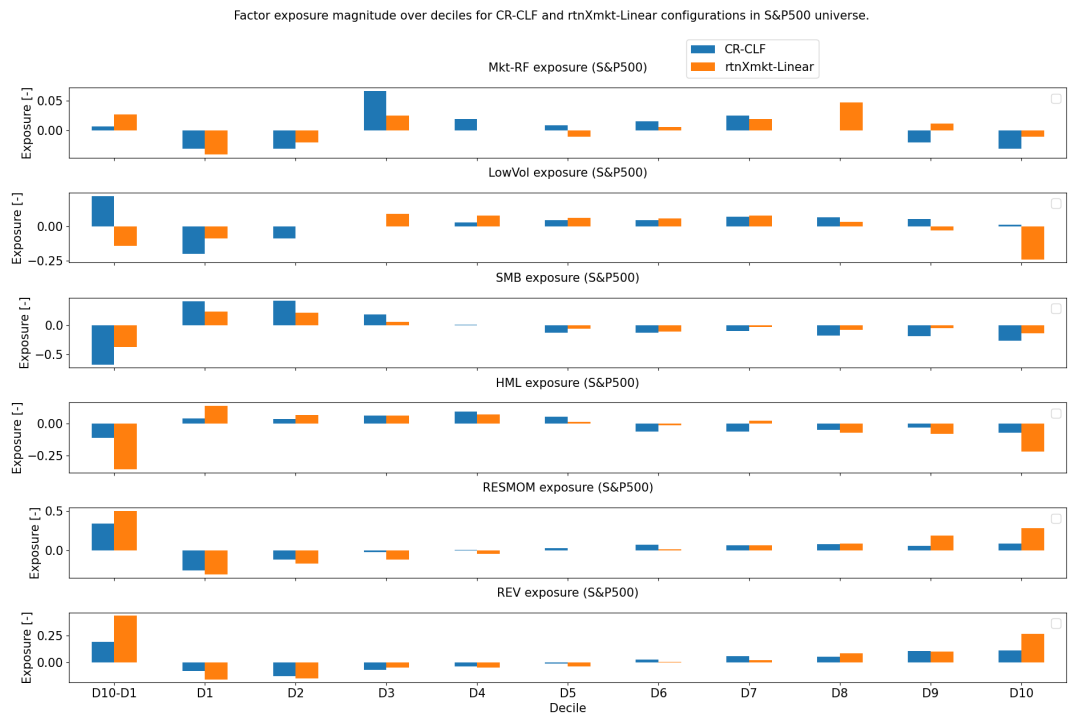 Factor exposure magnitude over deciles for CR-CLF and rtnXmkt-Linear configurations in S&P500 universe.
CR-CLF
rtnXmkt-Linear
Mkt-RF exposure (S&P500)
Exposure [-]
0.05
0.00
LowVol exposure (S&P500)
Exposure [-]
0.00
−0.25
SMB exposure (S&P500)
Exposure [-]
0.0
−0.5
HML exposure (S&P500)
Exposure [-]
0.00
−0.25
RESMOM exposure (S&P500)
Exposure [-]
0.5
0.0
REV exposure (S&P500)
Exposure [-]
0.25
0.00
D10-D1 D1 D2 D3 D4 D5 D6 D7 D8 D9 D10
Decile